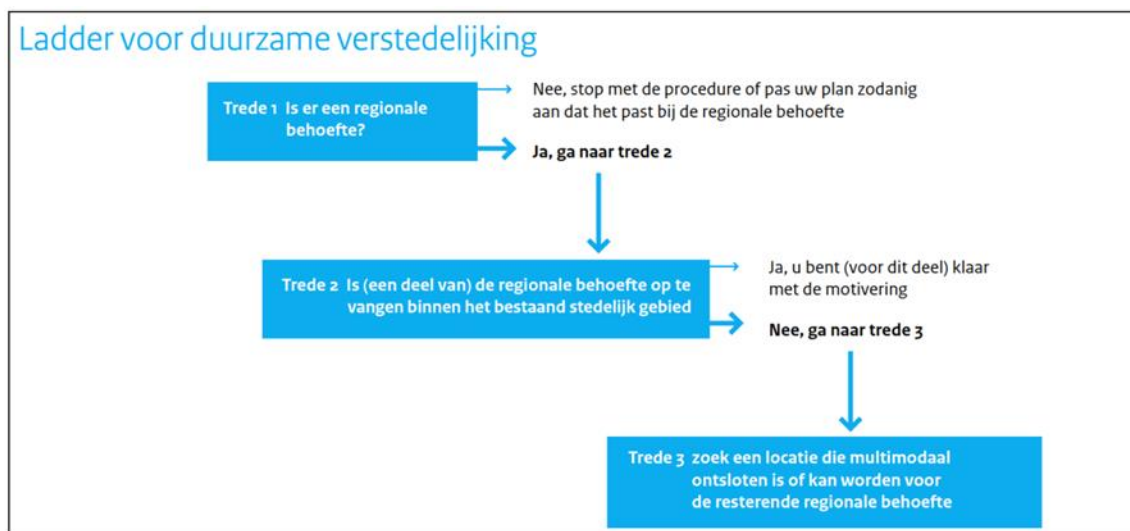 Ladder voor duurzame verstedelijking
Trede 1 Is er een regionale
behoefte?
Nee, stop met de procedure of pas uw plan zodanig
aan dat het past bij de regionale behoefte
Ja, ga naar trede 2
Trede 2 Is (een deel van) de regionale behoefte op te
vangen binnen het bestaand stedelijk gebied
Ja, u bent (voor dit deel) klaar
met de motivering
Nee, ga naar trede 3
Trede 3 zoek een locatie die multimodaal
ontsloten is of kan worden voor
de resterende regionale behoefte